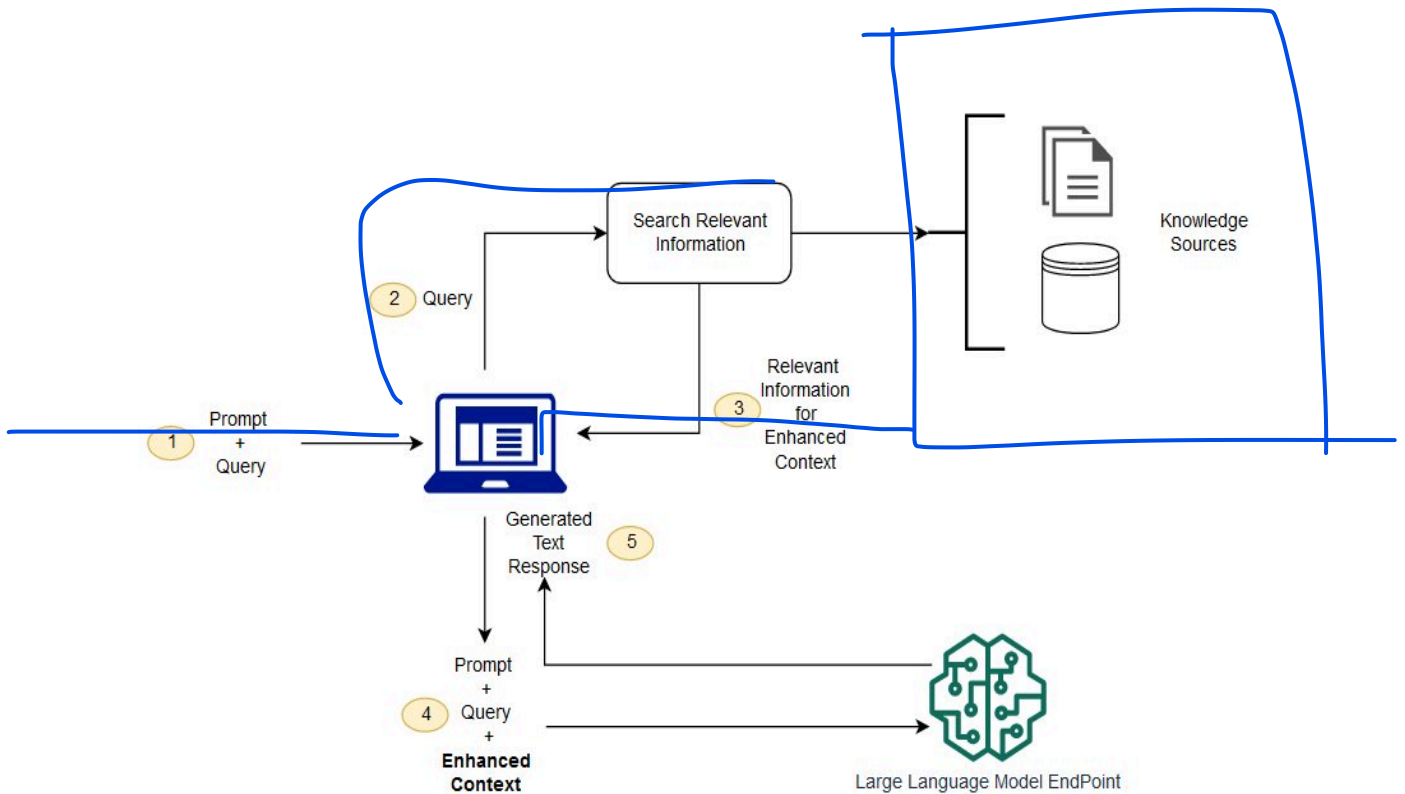 Search Relevant
Information
Knowledge
Sources
2
Query
Relevant
Information
for
Enhanced
Context
3
1
Prompt
+
Query
Generated
Text
Response
5
Prompt
+
Query
+
Enhanced
Context
4
Large Language Model EndPoint